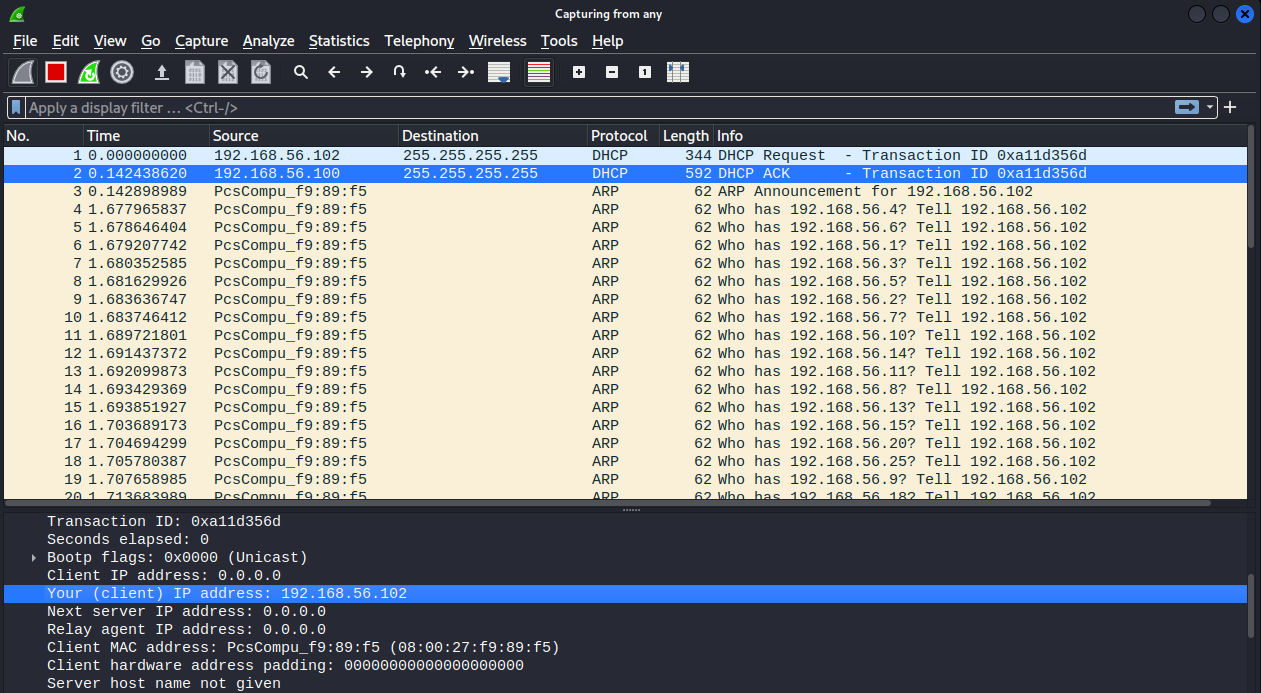 Capturing from any
File Edit View Go Capture Analyze Statistics Telephony Wireless Tools Help
Apply a display filter … <Ctrl-/>
No. Time Source Destination Protocol Length Info
1 0.000000000 192.168.56.102 255.255.255.255 DHCP 344 DHCP Request - Transaction ID 0xa11d356d
2 0.142438620 192.168.56.100 255.255.255.255 DHCP 592 DHCP ACK - Transaction ID 0xa11d356d
3 0.142898989 PcsCompu_f9:89:f5 ARP 62 ARP Announcement for 192.168.56.102
4 1.677965837 PcsCompu_f9:89:f5 ARP 62 Who has 192.168.56.4? Tell 192.168.56.102
5 1.678646404 PcsCompu_f9:89:f5 ARP 62 Who has 192.168.56.6? Tell 192.168.56.102
6 1.679207742 PcsCompu_f9:89:f5 ARP 62 Who has 192.168.56.1? Tell 192.168.56.102
7 1.680352585 PcsCompu_f9:89:f5 ARP 62 Who has 192.168.56.3? Tell 192.168.56.102
8 1.681629926 PcsCompu_f9:89:f5 ARP 62 Who has 192.168.56.5? Tell 192.168.56.102
9 1.683636747 PcsCompu_f9:89:f5 ARP 62 Who has 192.168.56.2? Tell 192.168.56.102
10 1.683746412 PcsCompu_f9:89:f5 ARP 62 Who has 192.168.56.7? Tell 192.168.56.102
11 1.689721801 PcsCompu_f9:89:f5 ARP 62 Who has 192.168.56.10? Tell 192.168.56.102
12 1.691437372 PcsCompu_f9:89:f5 ARP 62 Who has 192.168.56.14? Tell 192.168.56.102
13 1.692099873 PcsCompu_f9:89:f5 ARP 62 Who has 192.168.56.11? Tell 192.168.56.102
14 1.693429369 PcsCompu_f9:89:f5 ARP 62 Who has 192.168.56.8? Tell 192.168.56.102
15 1.693851927 PcsCompu_f9:89:f5 ARP 62 Who has 192.168.56.13? Tell 192.168.56.102
16 1.703689173 PcsCompu_f9:89:f5 ARP 62 Who has 192.168.56.15? Tell 192.168.56.102
17 1.704694299 PcsCompu_f9:89:f5 ARP 62 Who has 192.168.56.20? Tell 192.168.56.102
18 1.705780387 PcsCompu_f9:89:f5 ARP 62 Who has 192.168.56.25? Tell 192.168.56.102
19 1.707658985 PcsCompu_f9:89:f5 ARP 62 Who has 192.168.56.9? Tell 192.168.56.102
20 1.713683989 PcsCompu_f9:89:f5 ARP 62 Who has 192.168.56.18? Tell 192.168.56.102
Transaction ID: 0xa11d356d
Seconds elapsed: 0
Bootp flags: 0x0000 (Unicast)
Client IP address: 0.0.0.0
Your (client) IP address: 192.168.56.102
Next server IP address: 0.0.0.0
Relay agent IP address: 0.0.0.0
Client MAC address: PcsCompu_f9:89:f5 (08:00:27:f9:89:f5)
Client hardware address padding: 00000000000000000000
Server host name not given